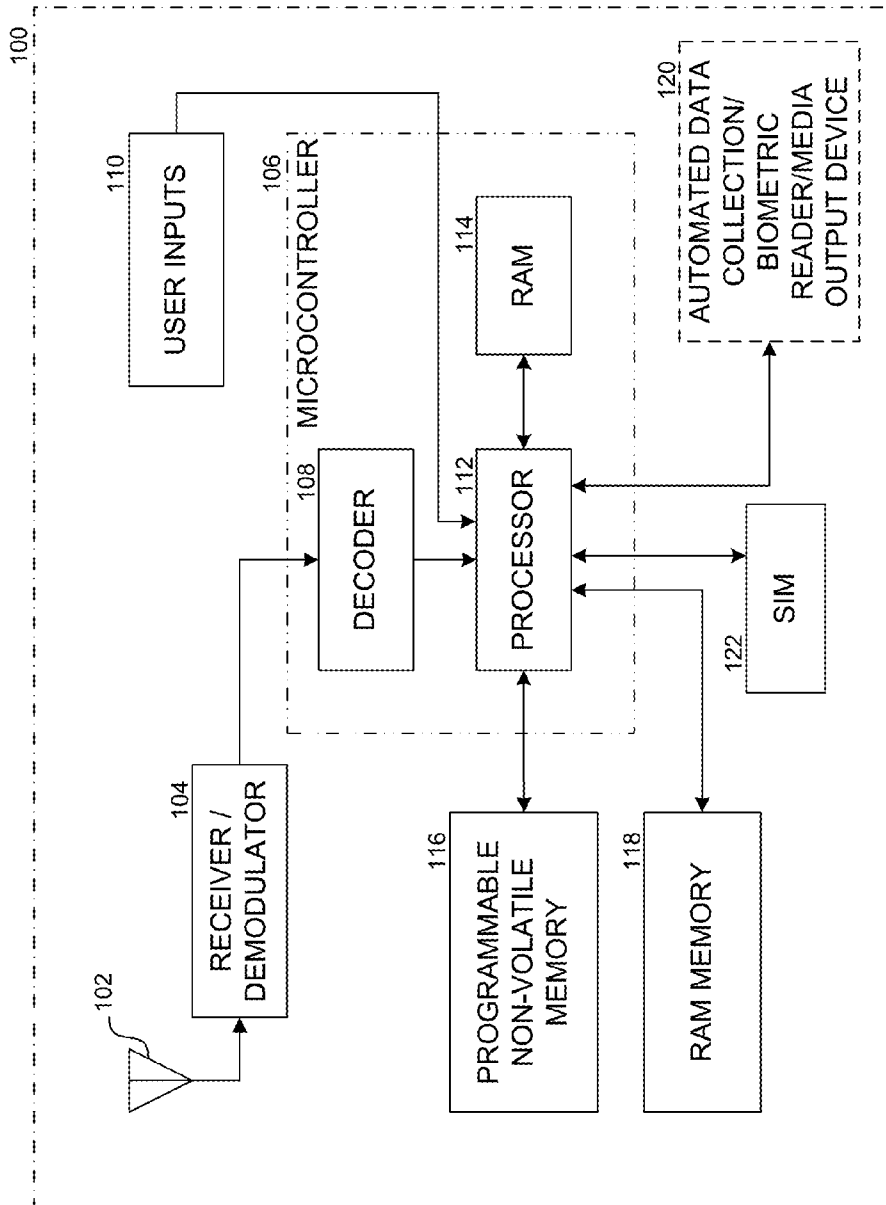 100
102
104
RECEIVER /
DEMODULATOR
110
USER INPUTS
106
MICROCONTROLLER
108
DECODER
112
PROCESSOR
114
RAM
116
PROGRAMMABLE
NON-VOLATILE
MEMORY
118
RAM MEMORY
122
SIM
120
AUTOMATED DATA
COLLECTION/
BIOMETRIC
READER/MEDIA
OUTPUT DEVICE